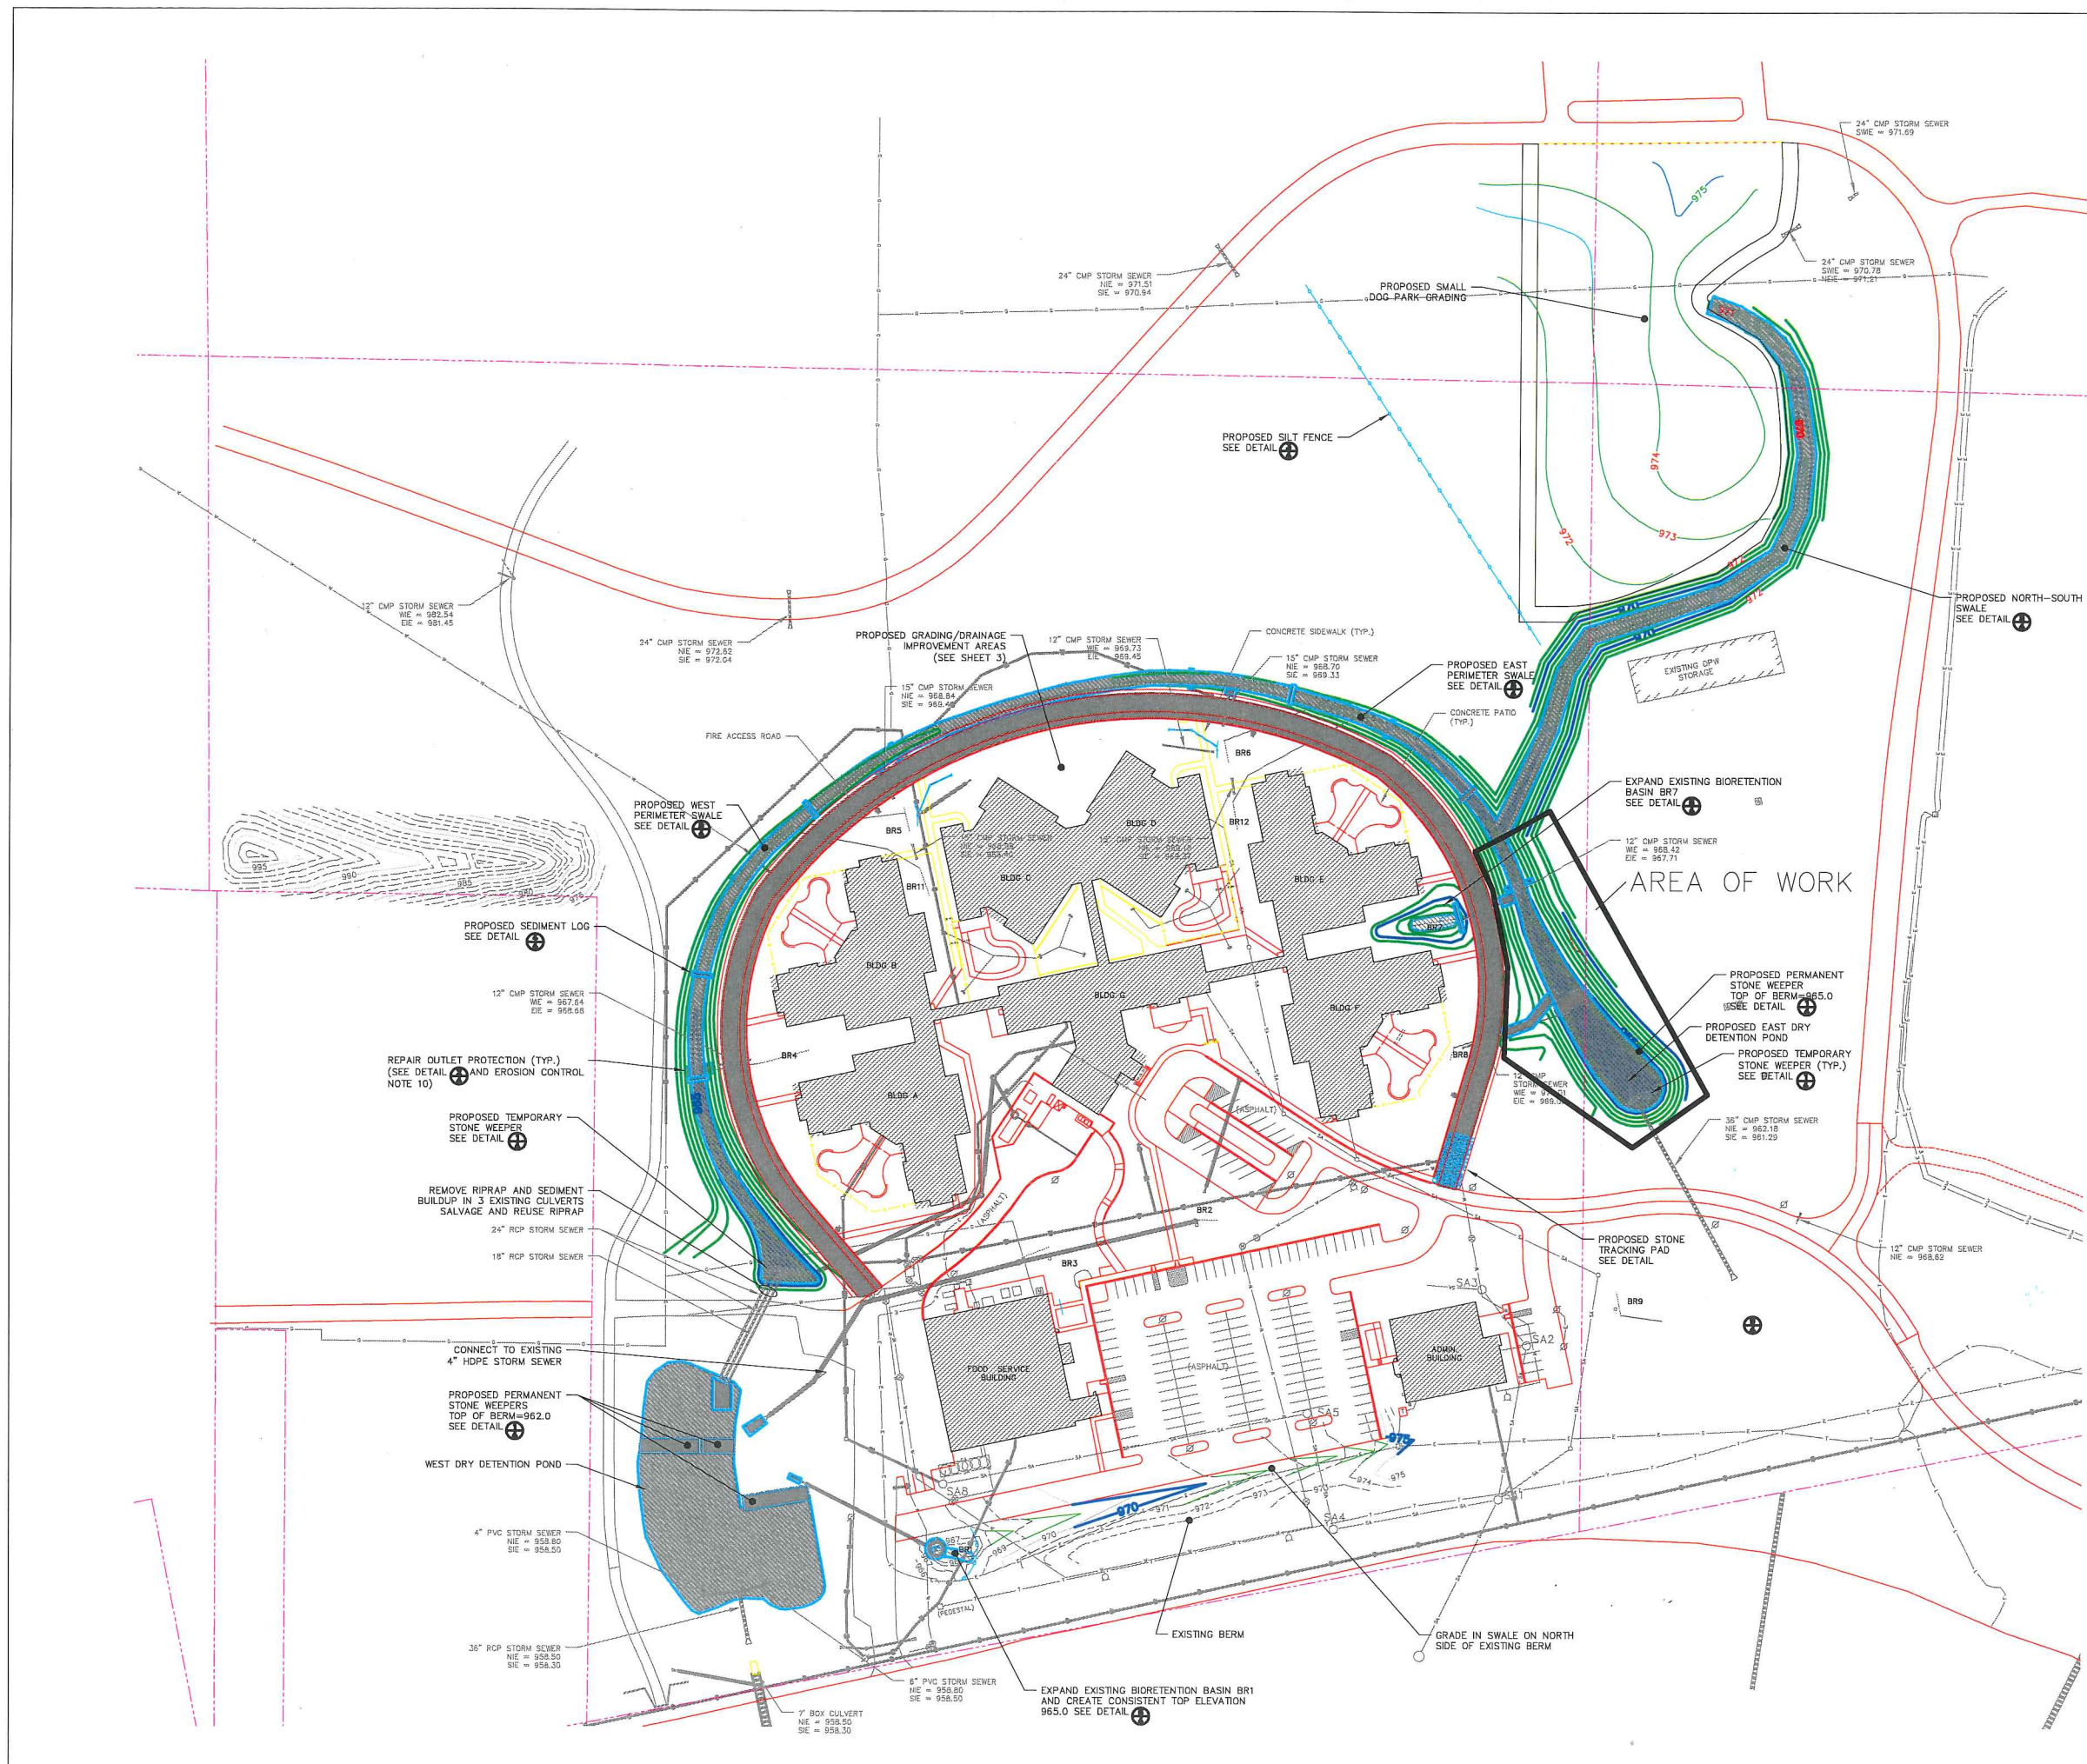 24" CMP STORM SEWER
SWIE = 971.69
975
24" CMP STORM SEWER
NIE = 971.51
SIE = 970.94
24" CMP STORM SEWER
SWIE = 970.78
NEIE = 971.21
PROPOSED SMALL
DOG PARK GRADING
PROPOSED SILT FENCE
SEE DETAIL
974
972
973
PROPOSED NORTH-SOUTH
SWALE
SEE DETAIL
972
970
970
12" CMP STORM SEWER
WIE = 982.54
EIE = 981.45
24" CMP STORM SEWER
NIE = 972.62
SIE = 972.04
PROPOSED GRADING/DRAINAGE
IMPROVEMENT AREAS
(SEE SHEET 3)
12" CMP STORM SEWER
WIE = 969.73
EIE = 969.45
CONCRETE SIDEWALK (TYP.)
15" CMP STORM SEWER
NIE = 968.70
SIE = 969.33
PROPOSED EAST
PERIMETER SWALE
SEE DETAIL
EXISTING DPW
STORAGE
15" CMP STORM SEWER
NIE = 968.84
CONCRETE PATIO
(TYP.)
FIRE ACCESS ROAD
BR6
EXPAND EXISTING BIORETENTION
BASIN BR7
SEE DETAIL
PROPOSED WEST
PERIMETER SWALE
SEE DETAIL
BR5
BLDG D
BR12
12" CMP STORM SEWER
WIE = 968.42
EIE = 967.71
AREA OF WORK
995
990
985
980
975
BR11
BLDG C
BLDG E
BR7
PROPOSED SEDIMENT LOG
SEE DETAIL
BLDG B
BLDG G
BLDG F
PROPOSED PERMANENT
STONE WEEPER
TOP OF BERM=965.0
SEE DETAIL
12" CMP STORM SEWER
WIE = 967.64
EIE = 968.68
PROPOSED EAST DRY
DETENTION POND
PROPOSED TEMPORARY
STONE WEEPER (TYP.)
SEE DETAIL
REPAIR OUTLET PROTECTION (TYP.)
(SEE DETAIL AND EROSION CONTROL
NOTE 10)
BR4
BR8
BLDG A
12" CMP
STORM SEWER
PROPOSED TEMPORARY
STONE WEEPER
SEE DETAIL
(ASPHALT)
36" CMP STORM SEWER
NIE = 962.18
SIE = 961.29
REMOVE RIPRAP AND SEDIMENT
BUILDUP IN 3 EXISTING CULVERTS
SALVAGE AND REUSE RIPRAP
(ASPHALT)
BR2
24" RCP STORM SEWER
18" RCP STORM SEWER
PROPOSED STONE
TRACKING PAD
SEE DETAIL
12" CMP STORM SEWER
NIE = 968.62
BR3
SA3
BR9
CONNECT TO EXISTING
4" HDPE STORM SEWER
SA2
ADMIN.
BUILDING
FOOD SERVICE
BUILDING
(ASPHALT)
PROPOSED PERMANENT
STONE WEEPERS
TOP OF BERM=962.0
SEE DETAIL
SA5
975
WEST DRY DETENTION POND
974
975
SA8
973
973
972
971
970
SA4
4" PVC STORM SEWER
NIE = 958.80
SIE = 958.50
970
969
967
BR1
966
(PEDESTAL)
EXISTING BERM
GRADE IN SWALE ON NORTH
SIDE OF EXISTING BERM
36" RCP STORM SEWER
NIE = 958.50
SIE = 958.30
6" PVC STORM SEWER
NIE = 958.80
SIE = 958.50
EXPAND EXISTING BIORETENTION BASIN BR1
AND CREATE CONSISTENT TOP ELEVATION
965.0 SEE DETAIL
7' BOX CULVERT
NIE = 958.50
SIE = 958.30